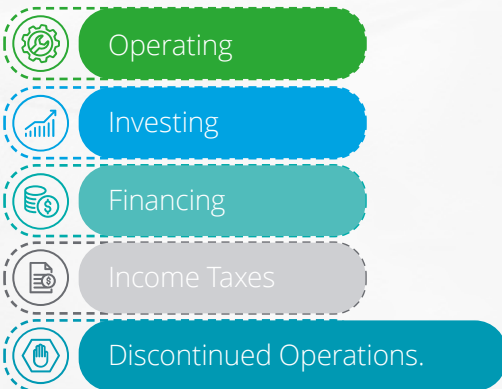 Operating
Investing
Financing
Income Taxes
Discontinued Operations.